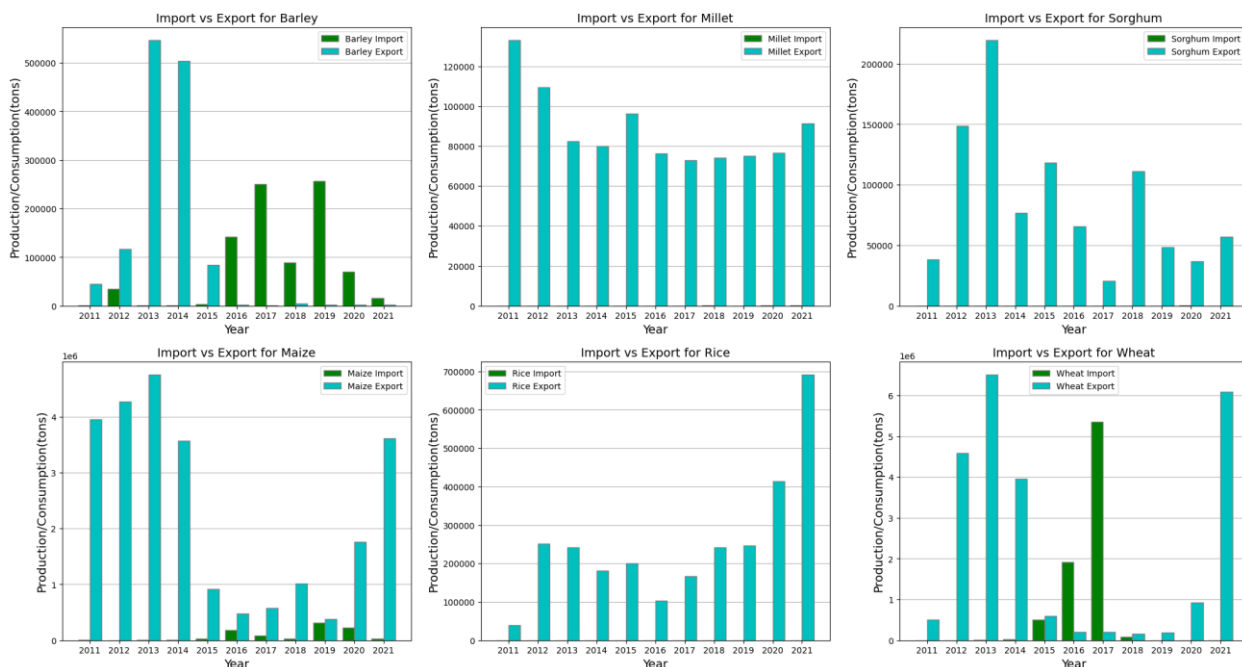 Import vs Export for Barley
Barley Import
Barley Export
Production/Consumption(tons)
500000
400000
300000
200000
100000
0
2011 2012 2013 2014 2015 2016 2017 2018 2019 2020 2021
Year
Import vs Export for Millet
Millet Import
Millet Export
Production/Consumption(tons)
120000
100000
80000
60000
40000
20000
0
2011 2012 2013 2014 2015 2016 2017 2018 2019 2020 2021
Year
Import vs Export for Sorghum
Sorghum Import
Sorghum Export
Production/Consumption(tons)
200000
150000
100000
50000
0
2011 2012 2013 2014 2015 2016 2017 2018 2019 2020 2021
Year
Import vs Export for Maize
1e6
Maize Import
Maize Export
Production/Consumption(tons)
4
3
2
1
0
2011 2012 2013 2014 2015 2016 2017 2018 2019 2020 2021
Year
Import vs Export for Rice
Rice Import
Rice Export
Production/Consumption(tons)
700000
600000
500000
400000
300000
200000
100000
0
2011 2012 2013 2014 2015 2016 2017 2018 2019 2020 2021
Year
Import vs Export for Wheat
1e6
Wheat Import
Wheat Export
Production/Consumption(tons)
6
5
4
3
2
1
0
2011 2012 2013 2014 2015 2016 2017 2018 2019 2020 2021
Year